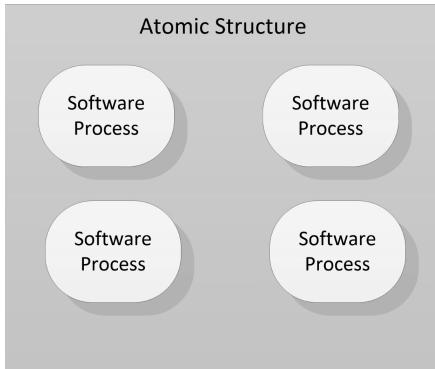 Atomic Structure
Software
Process
Software
Process
Software
Process
Software
Process